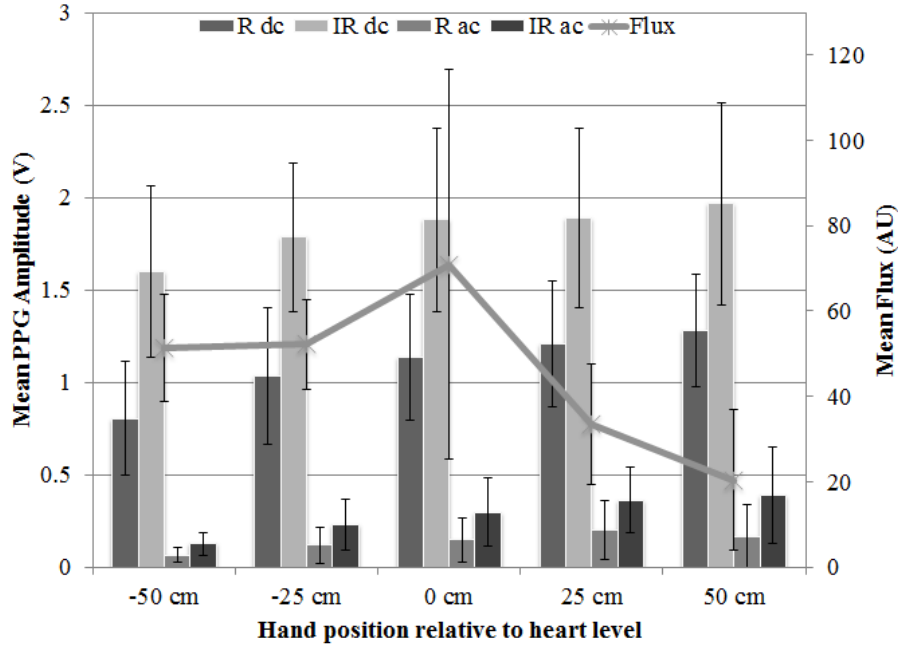 R dc IR dc R ac IR ac Flux
Mean PPG Amplitude (V)
3
2.5
2
1.5
1
0.5
0
120
100
80
60
40
20
0
Mean Flux (AU)
-50 cm -25 cm 0 cm 25 cm 50 cm
Hand position relative to heart level